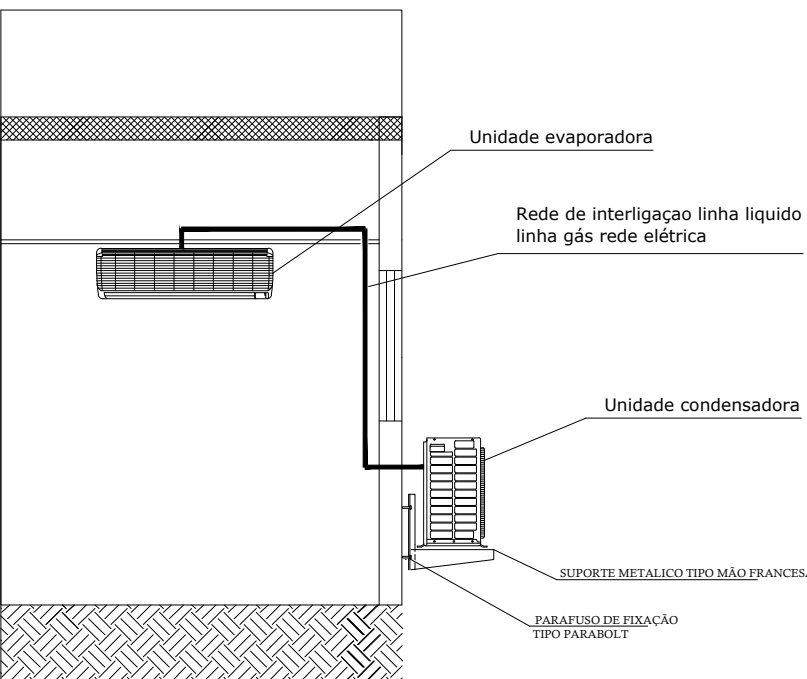 Unidade evaporadora
Rede de interligaçao linha liquido
linha gás rede elétrica
Unidade condensadora
SUPORTE METALICO TIPO MÃO FRANCESA
PARAFUSO DE FIXAÇÃO
TIPO PARABOLT